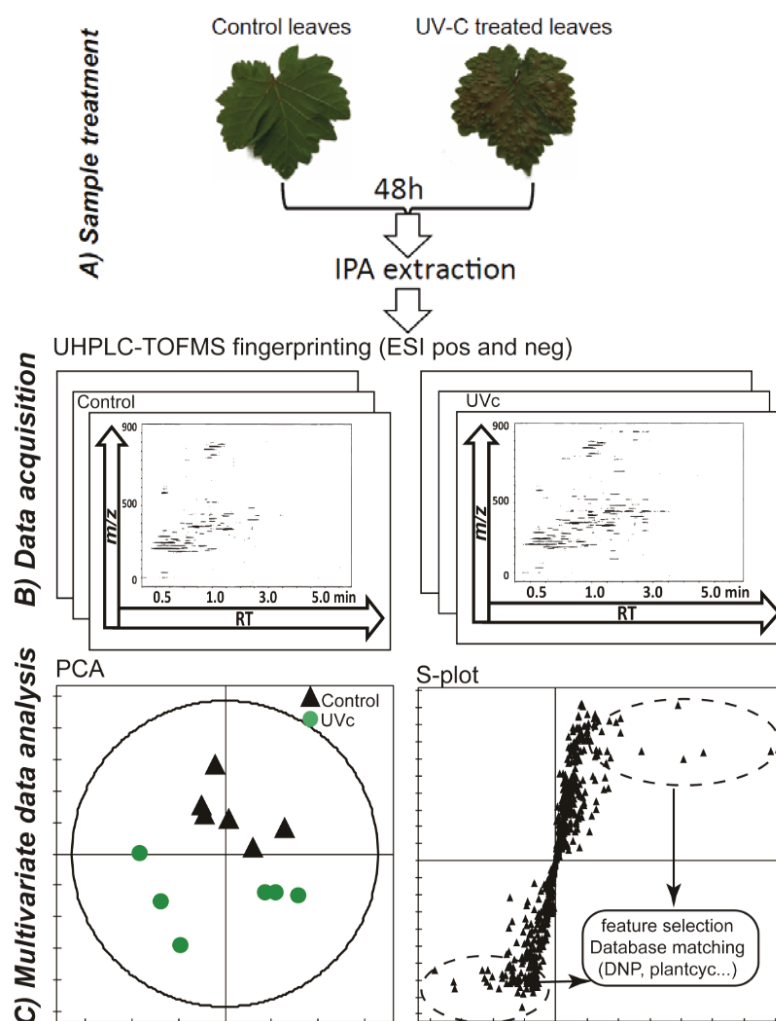 Control leaves
UV-C treated leaves
A) Sample treatment
48h
IPA extraction
UHPLC-TOFMS fingerprinting (ESI pos and neg)
B) Data acquisition
Control
m/z
900
500
0
0.5 1.0 3.0 5.0 min
RT
UVc
m/z
900
500
0
0.5 1.0 3.0 5.0 min
RT
C) Multivariate data analysis
PCA
Control
UVc
S-plot
feature selection
Database matching
(DNP, plantcyc...)